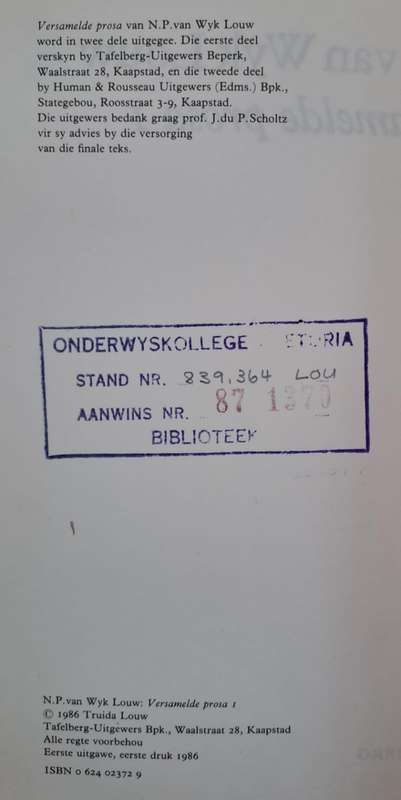 Versamelde prosa van N.P.van Wyk Louw
word in twee dele uitgegee. Die eerste deel
verskyn by Tafelberg-Uitgewers Beperk,
Waalstraat 28, Kaapstad, en die tweede deel
by Human & Rousseau Uitgewers (Edms.) Bpk.,
Stategebou, Roosstraat 3-9, Kaapstad.
Die uitgewers bedank graag prof. J.du P.Scholtz
vir sy advies by die versorging
van die finale teks.
ONDERWYSKOLLEGE
STAND NR. 839.364 LOU
AANWINS NR. 87
BIBLIOTEEK
N.P.van Wyk Louw: Versamelde prosa 1
© 1986 Truida Louw
Tafelberg-Uitgewers Bpk., Waalstraat 28, Kaapstad
Alle regte voorbehou
Eerste uitgawe, eerste druk 1986
ISBN 0 624 02372 9